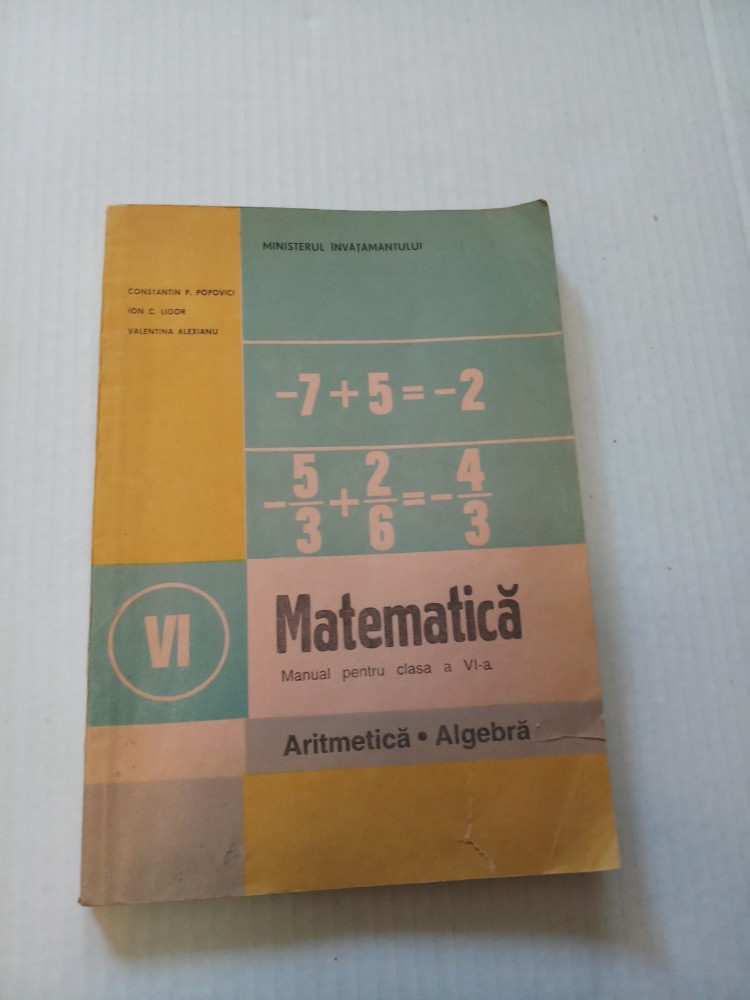 MINISTERUL ÎNVĂŢAMANTULUI
CONSTANTIN P. POPOVICI
ION C. LIGOR
VALENTINA ALEXIANU
-7+5=-2
-5/3+2/6=-4/3
VI
Matematică
Manual pentru clasa a VI-a
Aritmetică • Algebră